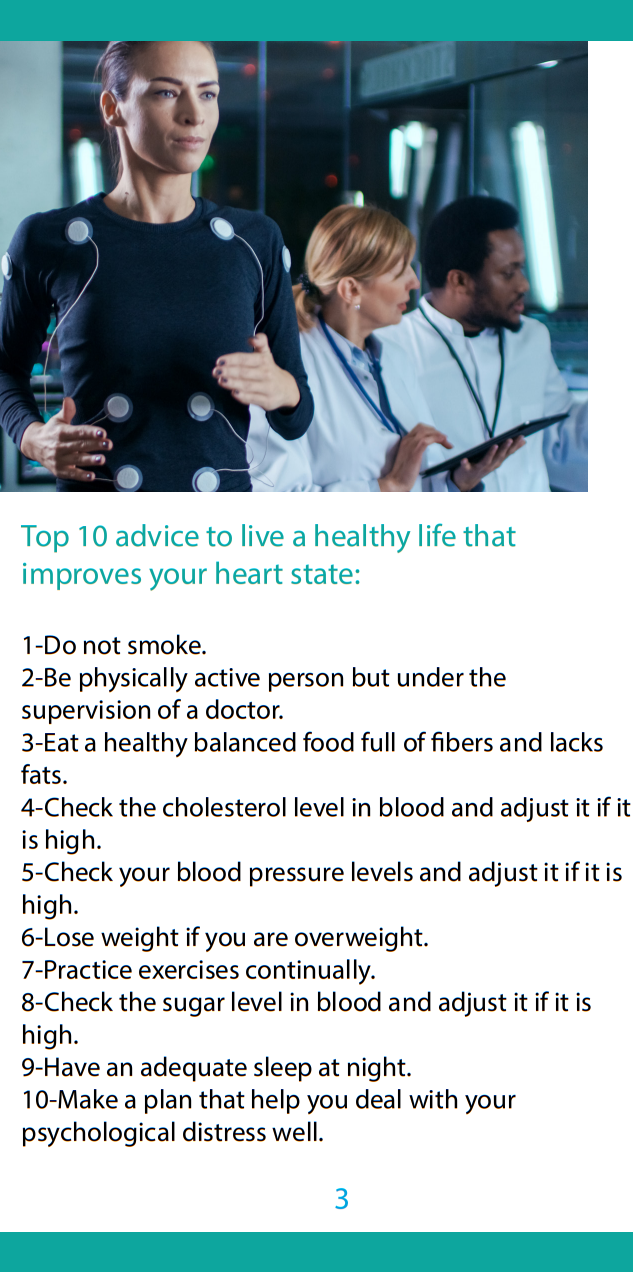 Top 10 advice to live a healthy life that
improves your heart state:
1-Do not smoke.
2-Be physically active person but under the
supervision of a doctor.
3-Eat a healthy balanced food full of fibers and lacks
fats.
4-Check the cholesterol level in blood and adjust it if it
is high.
5-Check your blood pressure levels and adjust it if it is
high.
6-Lose weight if you are overweight.
7-Practice exercises continually.
8-Check the sugar level in blood and adjust it if it is
high.
9-Have an adequate sleep at night.
10-Make a plan that help you deal with your
psychological distress well.
3